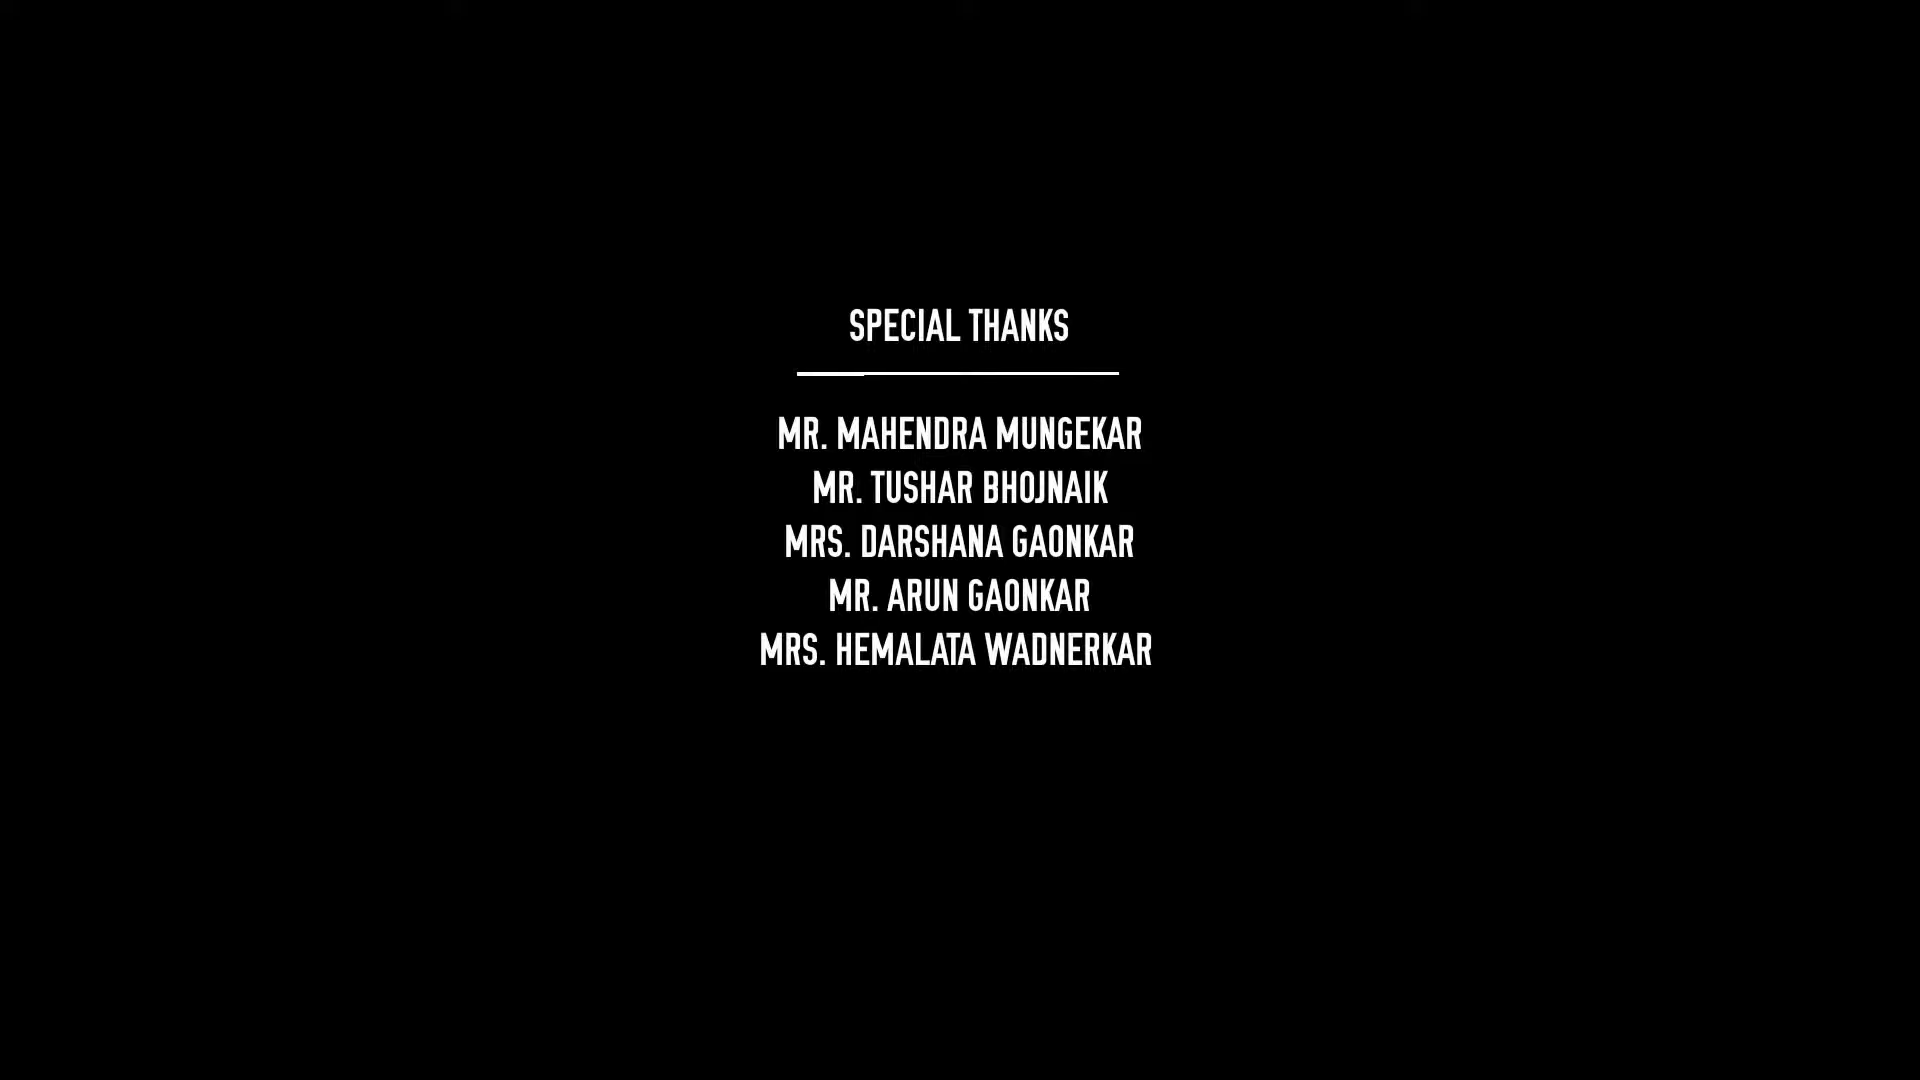 SPECIAL THANKS
MR. MAHENDRA MUNGEKAR
MR. TUSHAR BHOJNAIK
MRS. DARSHANA GAONKAR
MR. ARUN GAONKAR
MRS. HEMALATA WADNERKAR